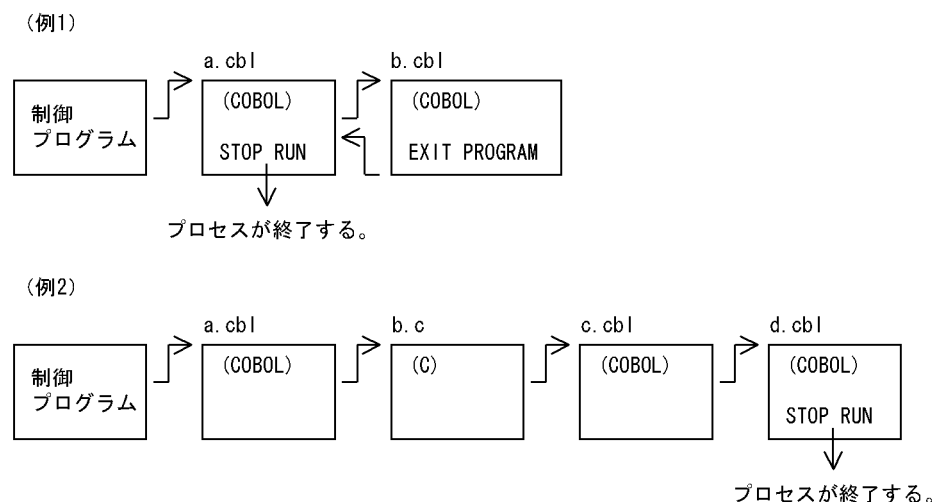 (例1)
a.cbl
b.cbl
制御
プログラム
(COBOL)
STOP RUN
(COBOL)
EXIT PROGRAM
プロセスが終了する。
(例2)
a.cbl
b.c
c.cbl
d.cbl
制御
プログラム
(COBOL)
(C)
(COBOL)
(COBOL)
STOP RUN
プロセスが終了する。